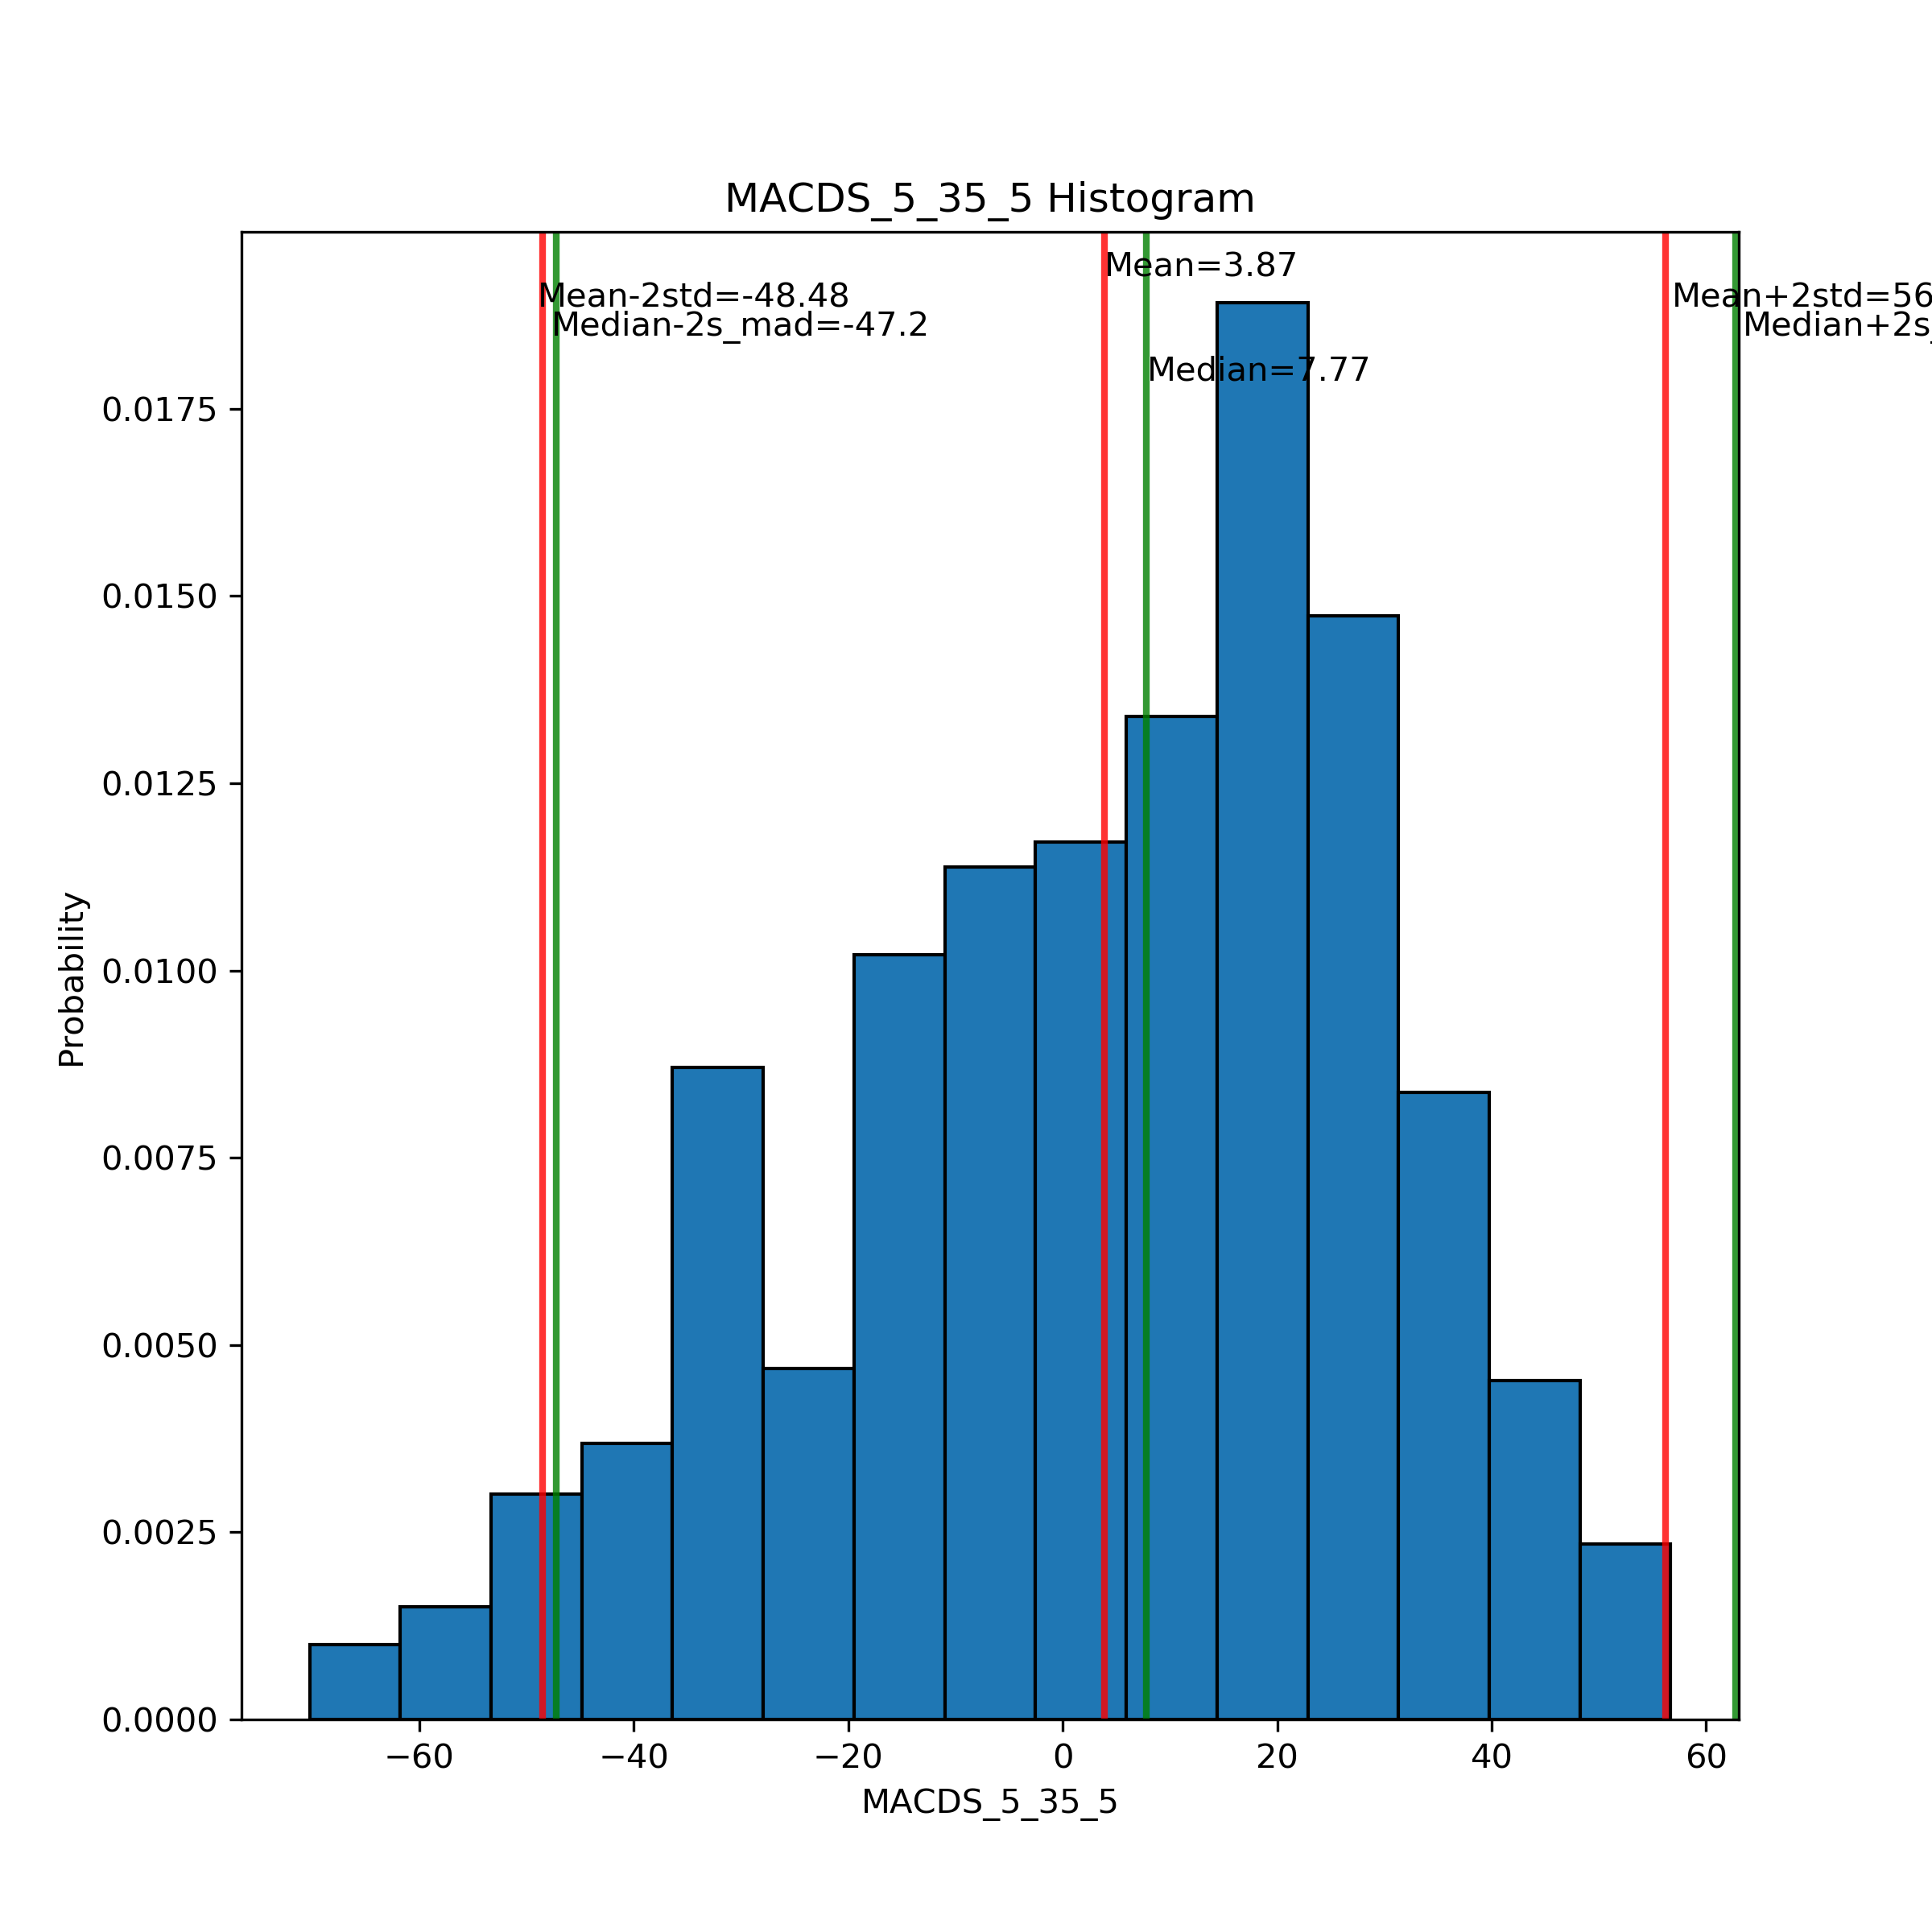 MACDS_5_35_5 Histogram
Mean=3.87
Mean-2std=-48.48
Mean+2std=56
Median-2s_mad=-47.2
Median+2s_
Median=7.77
0.0175
0.0150
0.0125
0.0100
0.0075
0.0050
0.0025
0.0000
Probability
−60 −40 −20 0 20 40 60
MACDS_5_35_5